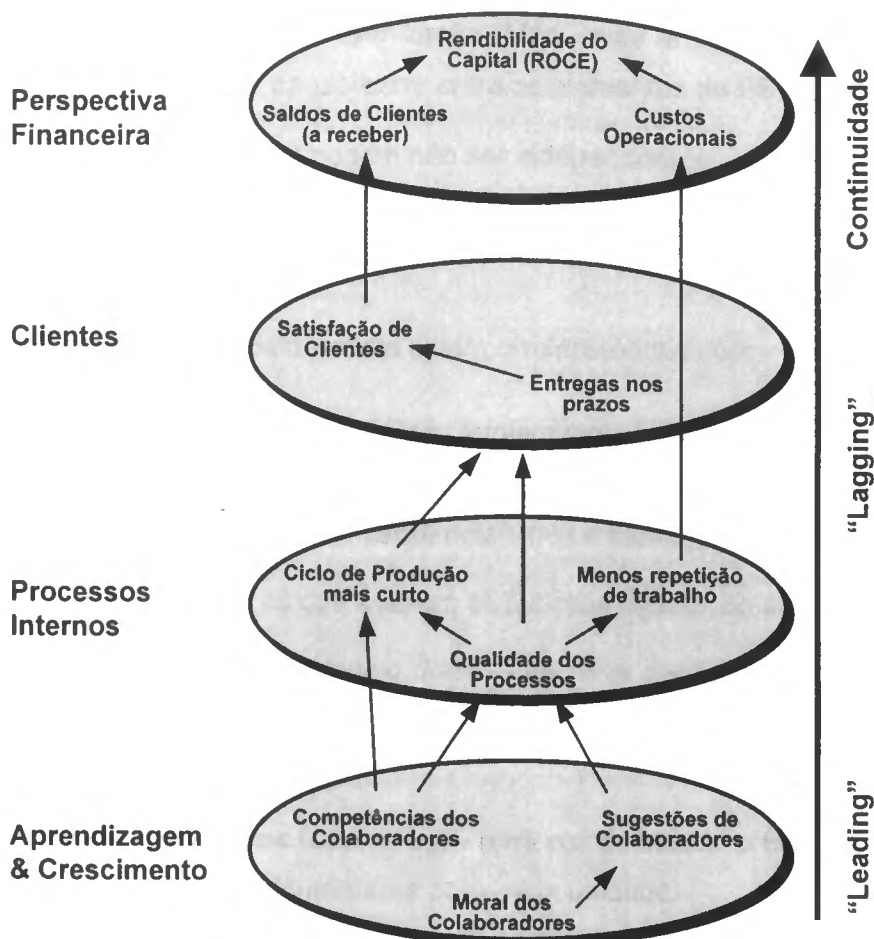 Perspectiva
Financeira
Rendibilidade do
Capital (ROCE)
Saldos de Clientes
(a receber)
Custos
Operacionais
Continuidade
Clientes
Satisfação de
Clientes
Entregas nos
prazos
“Lagging”
Processos
Internos
Ciclo de Produção
mais curto
Menos repetição
de trabalho
Qualidade dos
Processos
Aprendizagem
& Crescimento
Competências dos
Colaboradores
Sugestões de
Colaboradores
Moral dos
Colaboradores
“Leading”